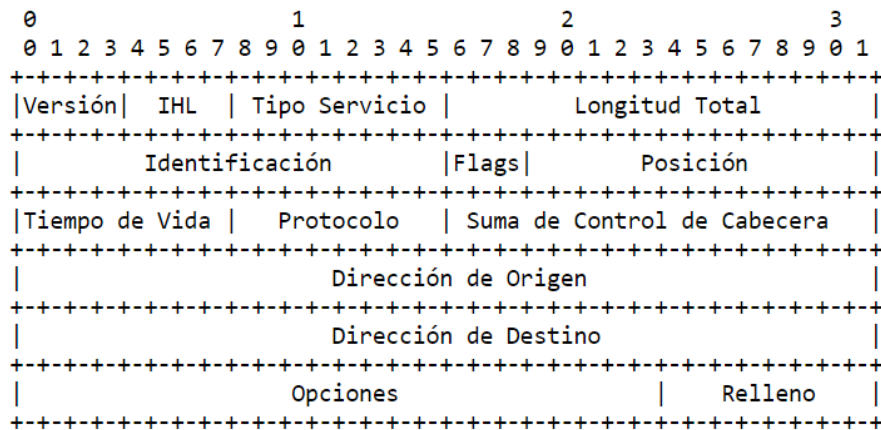 0                   1                   2                   3
0 1 2 3 4 5 6 7 8 9 0 1 2 3 4 5 6 7 8 9 0 1 2 3 4 5 6 7 8 9 0 1
+-+-+-+-+-+-+-+-+-+-+-+-+-+-+-+-+-+-+-+-+-+-+-+-+-+-+-+-+-+-+-+-+
|Versión|  IHL  | Tipo Servicio |         Longitud Total        |
+-+-+-+-+-+-+-+-+-+-+-+-+-+-+-+-+-+-+-+-+-+-+-+-+-+-+-+-+-+-+-+-+
|         Identificación        |Flags|        Posición         |
+-+-+-+-+-+-+-+-+-+-+-+-+-+-+-+-+-+-+-+-+-+-+-+-+-+-+-+-+-+-+-+-+
|Tiempo de Vida |   Protocolo   | Suma de Control de Cabecera   |
+-+-+-+-+-+-+-+-+-+-+-+-+-+-+-+-+-+-+-+-+-+-+-+-+-+-+-+-+-+-+-+-+
|                       Dirección de Origen                     |
+-+-+-+-+-+-+-+-+-+-+-+-+-+-+-+-+-+-+-+-+-+-+-+-+-+-+-+-+-+-+-+-+
|                       Dirección de Destino                    |
+-+-+-+-+-+-+-+-+-+-+-+-+-+-+-+-+-+-+-+-+-+-+-+-+-+-+-+-+-+-+-+-+
|                    Opciones                   |    Relleno    |
+-+-+-+-+-+-+-+-+-+-+-+-+-+-+-+-+-+-+-+-+-+-+-+-+-+-+-+-+-+-+-+-+